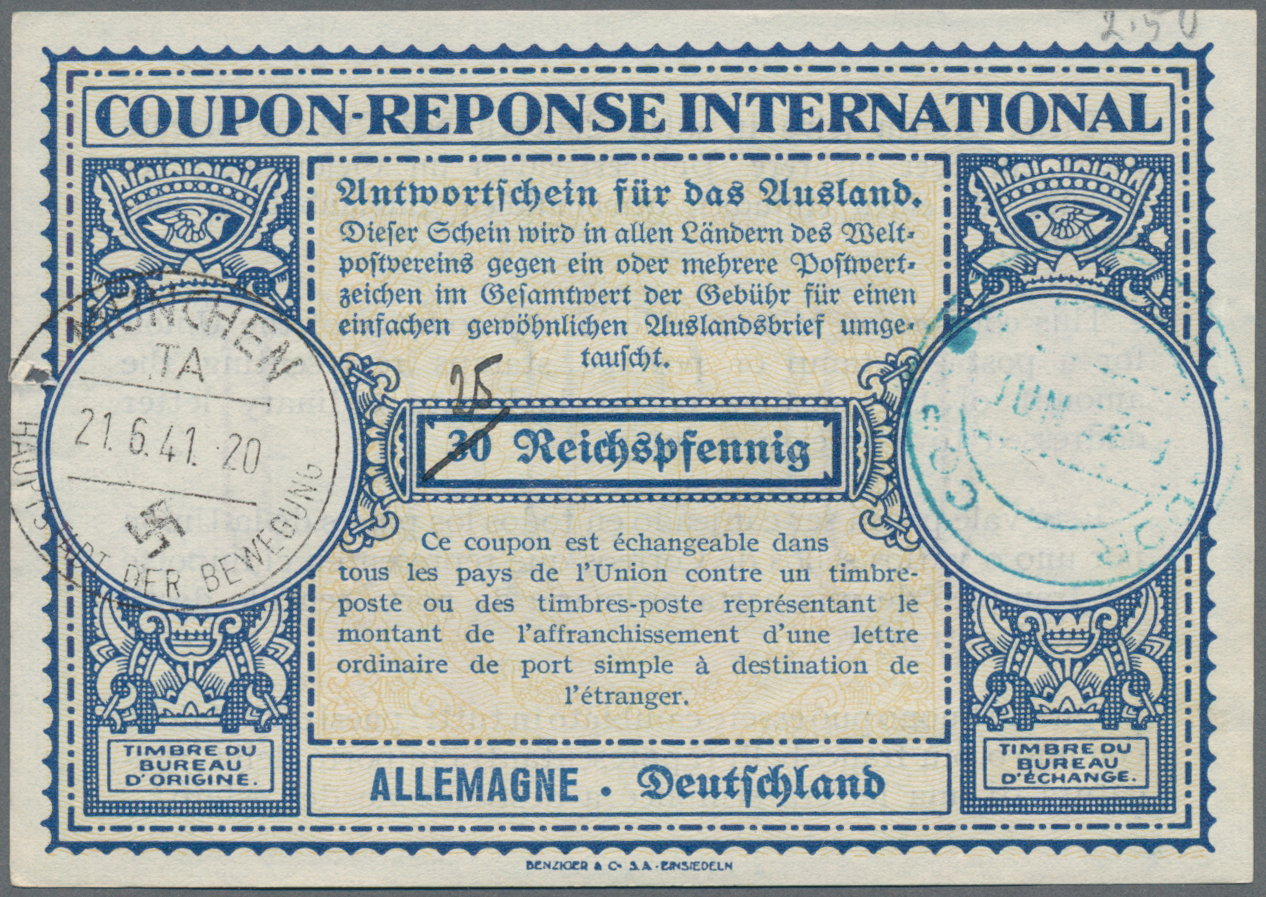 2.50
COUPON-REPONSE INTERNATIONAL
Antwortschein für das Ausland.
Dieser Schein wird in allen Ländern des Welt-
postvereins gegen ein oder mehrere Postwert-
zeichen im Gesamtwert der Gebühr für einen
einfachen gewöhnlichen Auslandsbrief umge-
tauscht.
25
30 Reichspfennig
Ce coupon est échangeable dans
tous les pays de l'Union contre un timbre-
poste ou des timbres-poste représentant le
montant de l'affranchissement d'une lettre
ordinaire de port simple à destination de
l'étranger.
MÜNCHEN
TA
21.6.41. 20
HAUPTSTADT DER BEWEGUNG
JUN
TIMBRE DU
BUREAU
D'ORIGINE.
ALLEMAGNE . Deutschland
TIMBRE DU
BUREAU
D'ÉCHANGE.
BENZIGER & Co S.A. - EINSIEDELN